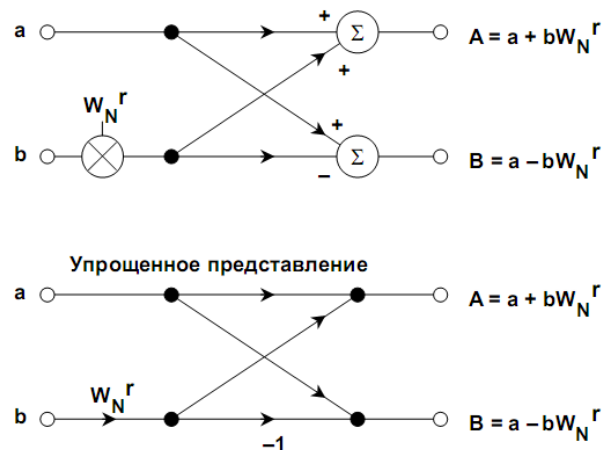 a
+
Σ
+
A = a + bW_N^r
W_N^r
+
b
Σ
−
B = a − bW_N^r
Упрощенное представление
a
A = a + bW_N^r
W_N^r
b
−1
B = a − bW_N^r